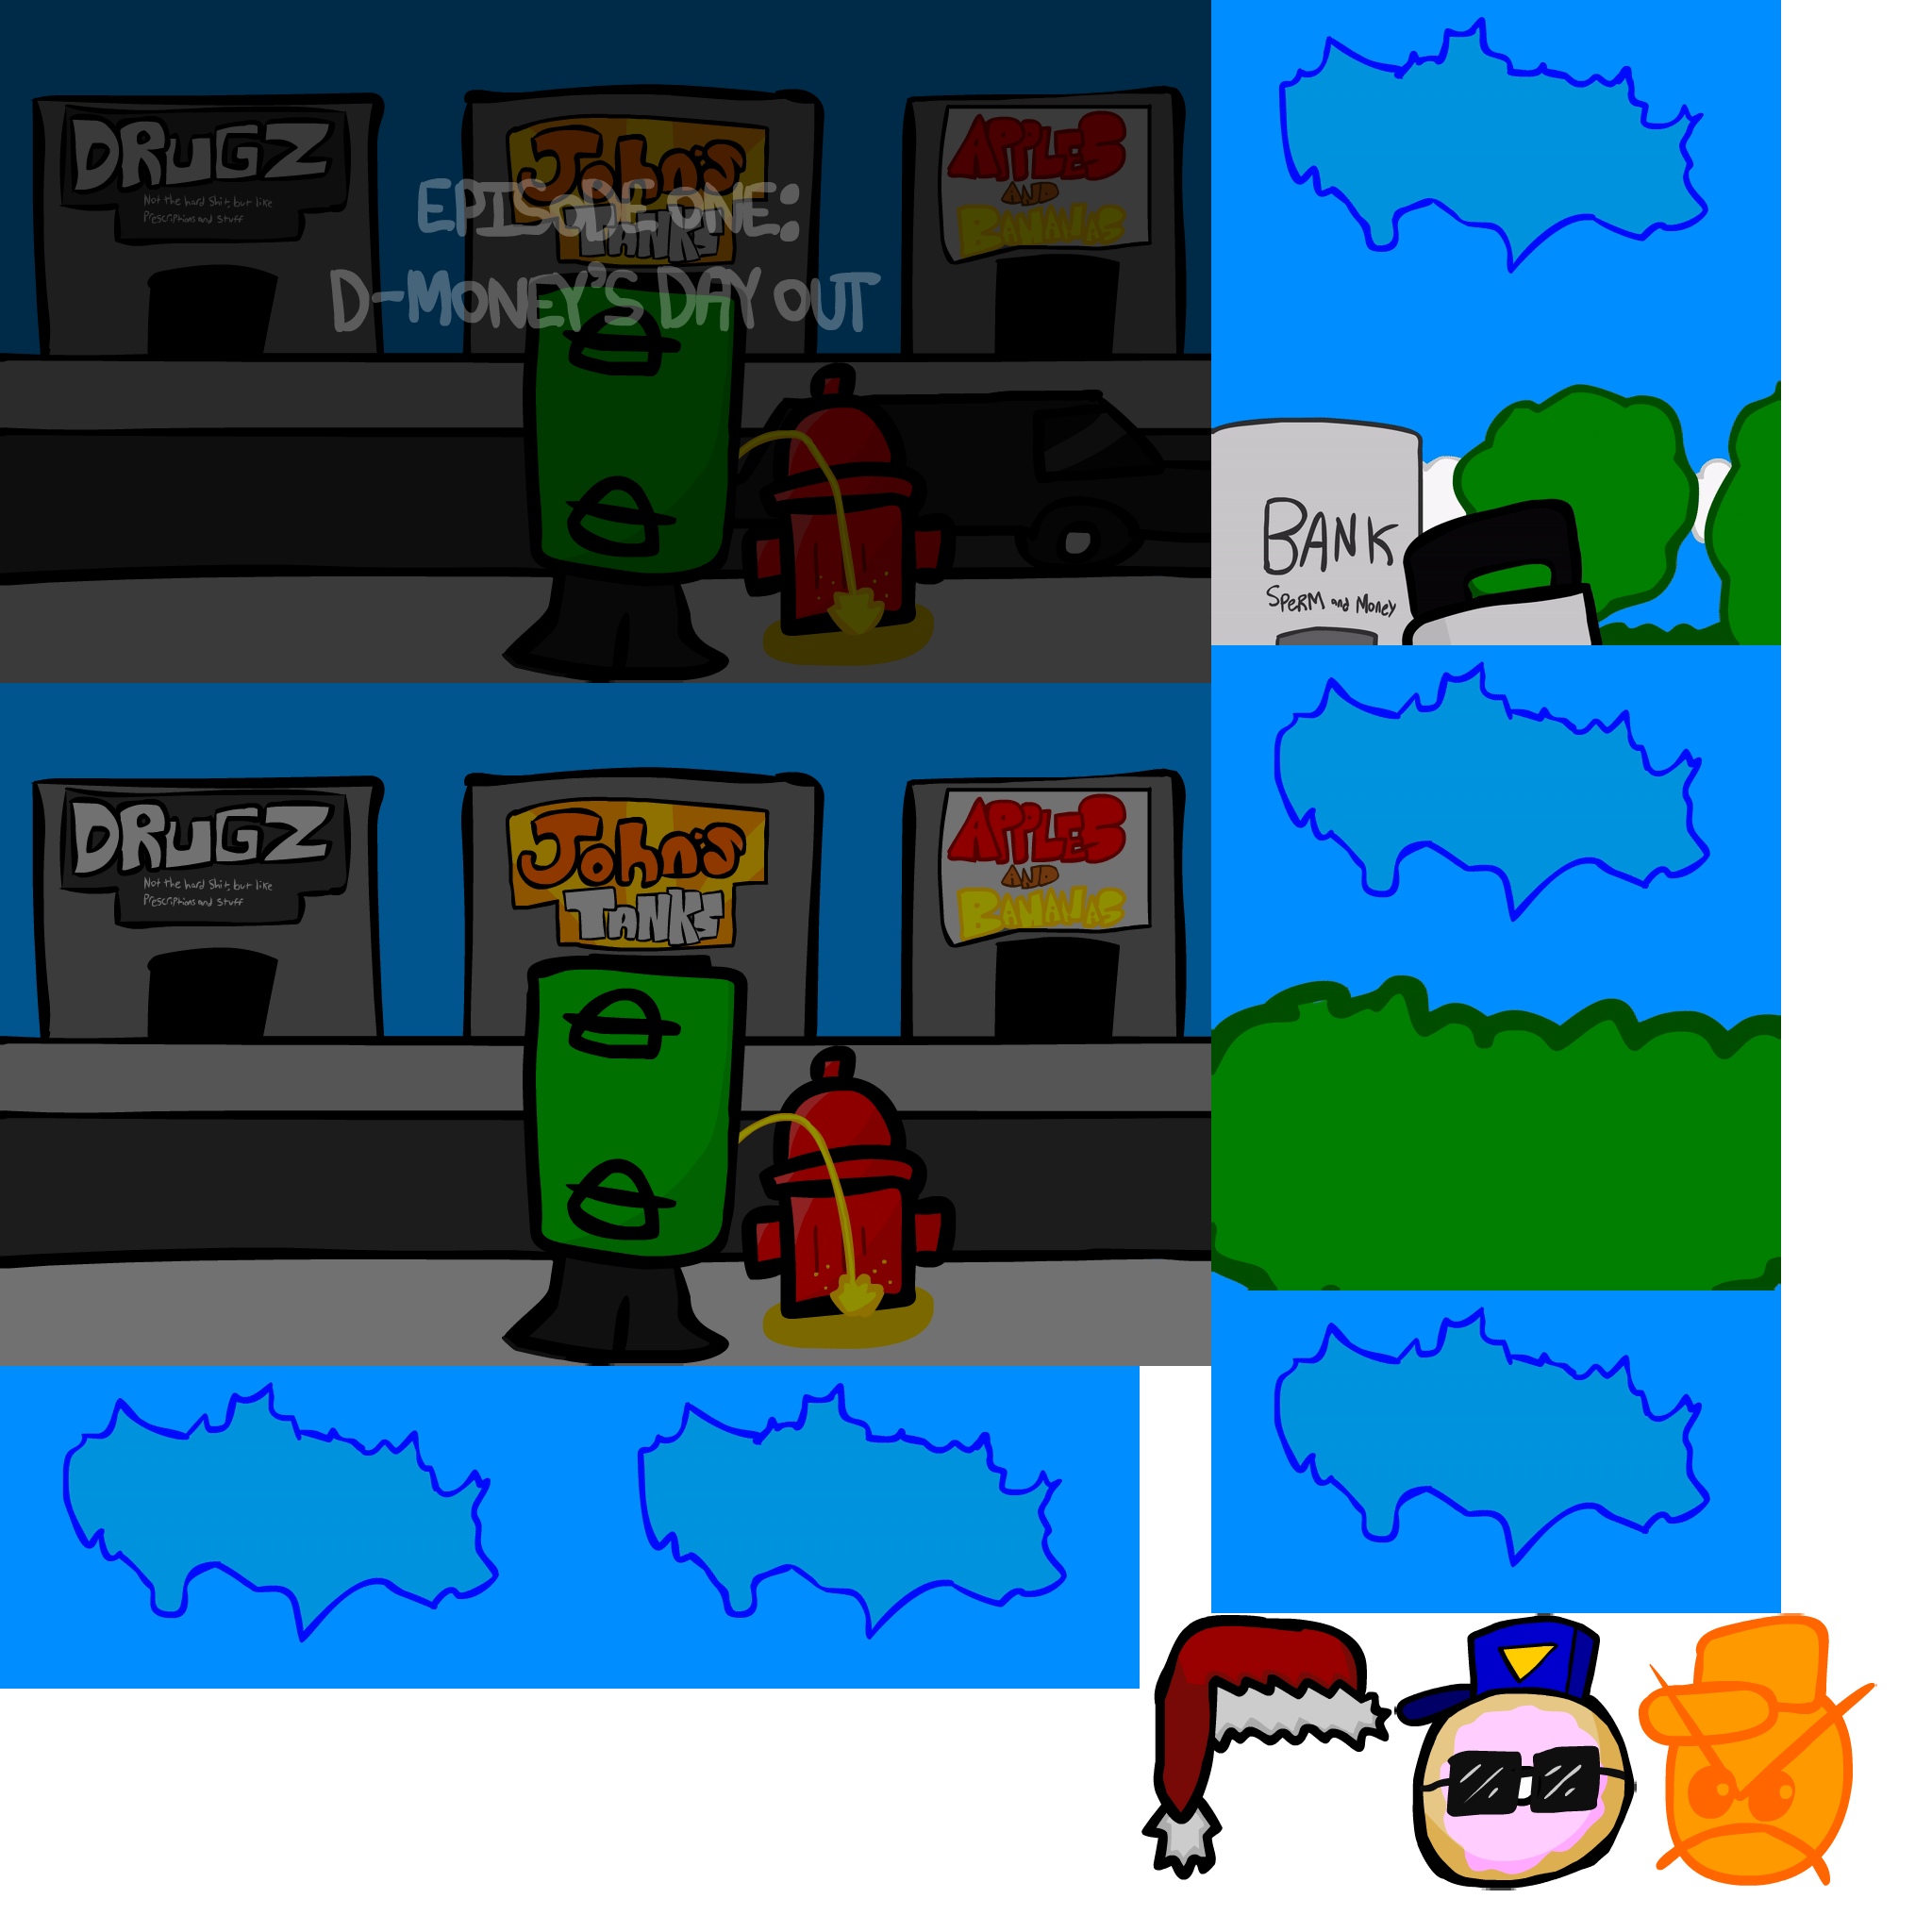 DRUGZ
Not the hard shit, but like
Prescriptions and stuff
John's
TANKS
APPLES
AND
BANANAS
EPISODE ONE:
D-MONEY'S DAY OUT
BANK
SPERM and Money
DRUGZ
Not the hard shit, but like
Prescriptions and stuff
John's
TANKS
APPLES
AND
BANANAS